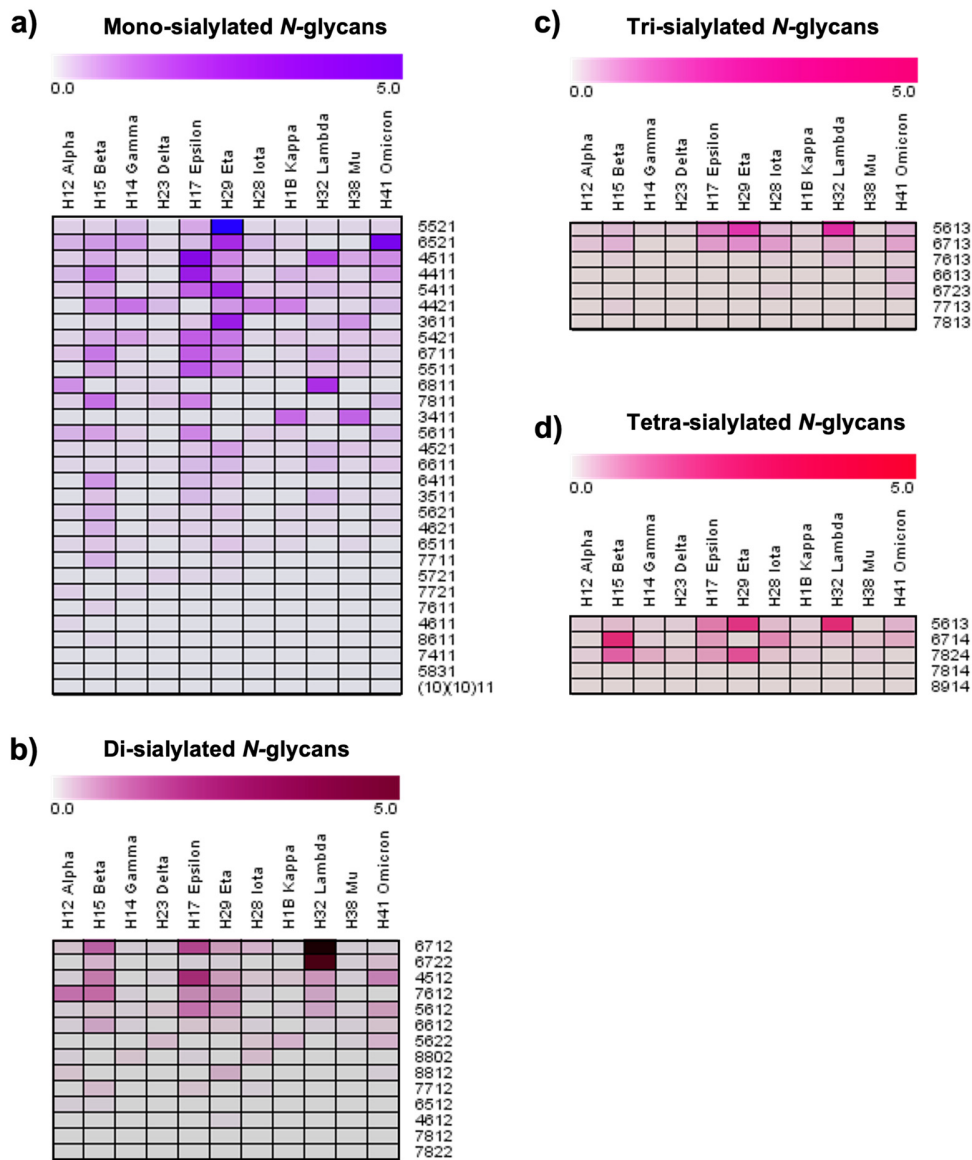 a)
Mono-sialylated N-glycans
0.0 5.0
H12 Alpha
H15 Beta
H14 Gamma
H23 Delta
H17 Epsilon
H29 Eta
H28 Iota
H1B Kappa
H32 Lambda
H38 Mu
H41 Omicron
5521
6521
4511
4411
5411
4421
3611
5421
6711
5511
6811
7811
3411
5611
4521
6611
6411
3511
5621
4621
6511
7711
5721
7721
7611
4611
8611
7411
5831
(10)(10)11
b)
Di-sialylated N-glycans
0.0 5.0
H12 Alpha
H15 Beta
H14 Gamma
H23 Delta
H17 Epsilon
H29 Eta
H28 Iota
H1B Kappa
H32 Lambda
H38 Mu
H41 Omicron
6712
6722
4512
7612
5612
6612
5622
8802
8812
7712
6512
4612
7812
7822
c)
Tri-sialylated N-glycans
0.0 5.0
H12 Alpha
H15 Beta
H14 Gamma
H23 Delta
H17 Epsilon
H29 Eta
H28 Iota
H1B Kappa
H32 Lambda
H38 Mu
H41 Omicron
5613
6713
7613
6613
6723
7713
7813
d)
Tetra-sialylated N-glycans
0.0 5.0
H12 Alpha
H15 Beta
H14 Gamma
H23 Delta
H17 Epsilon
H29 Eta
H28 Iota
H1B Kappa
H32 Lambda
H38 Mu
H41 Omicron
5613
6714
7824
7814
8914